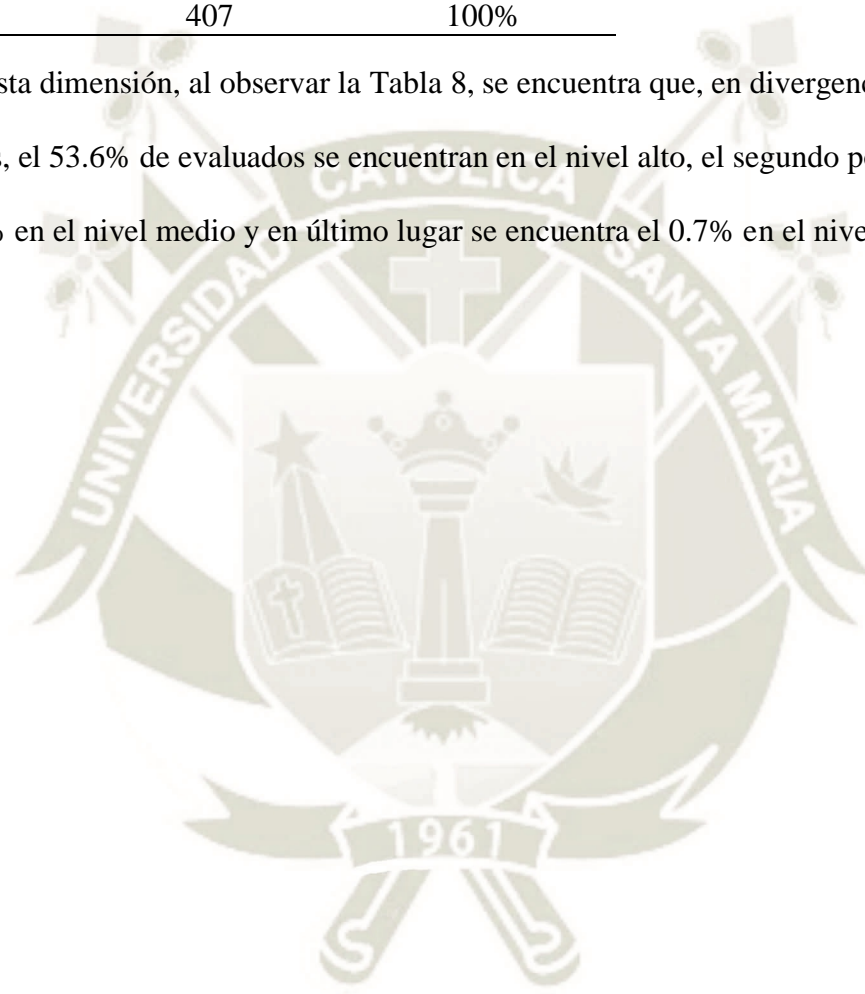 407 100%
sta dimensión, al observar la Tabla 8, se encuentra que, en divergenc
s, el 53.6% de evaluados se encuentran en el nivel alto, el segundo po
% en el nivel medio y en último lugar se encuentra el 0.7% en el nive
UNIVERSIDAD CATOLICA SANTA MARIA
1961